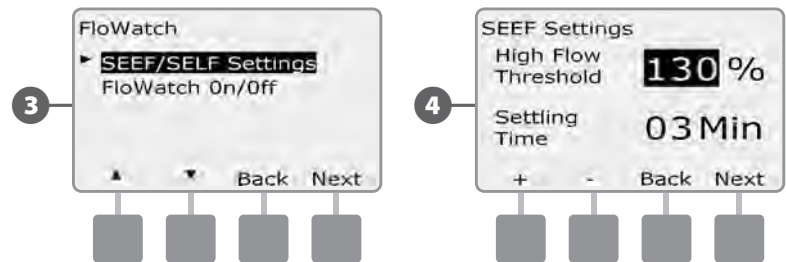 3
FloWatch
SEEF/SELF Settings
FloWatch On/Off
Back Next
4
SEEF Settings
High Flow
Threshold
130 %
Settling
Time
03 Min
+ - Back Next